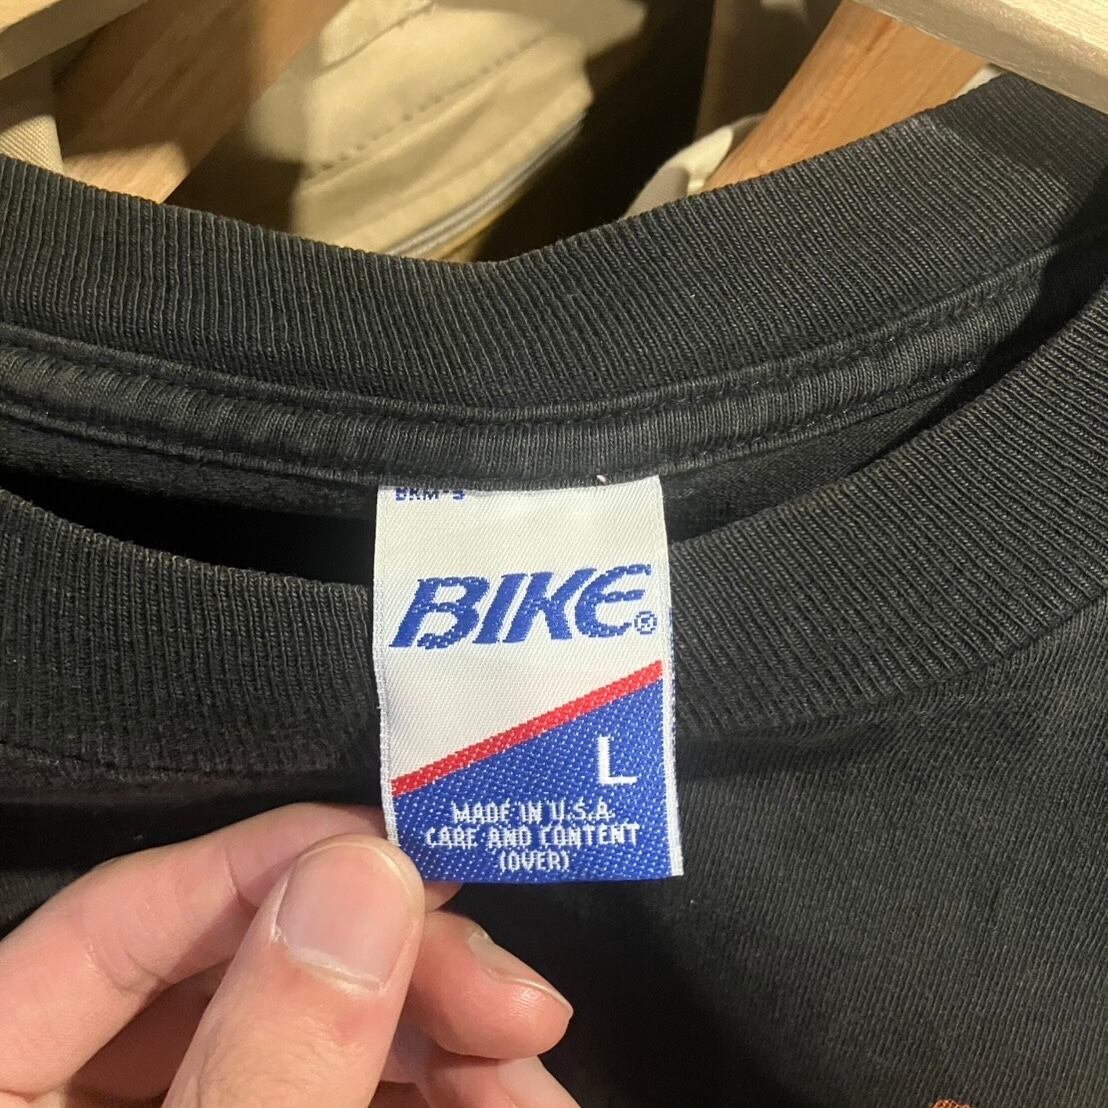 BIKE®
L
MADE IN U.S.A.
CARE AND CONTENT
(OVER)